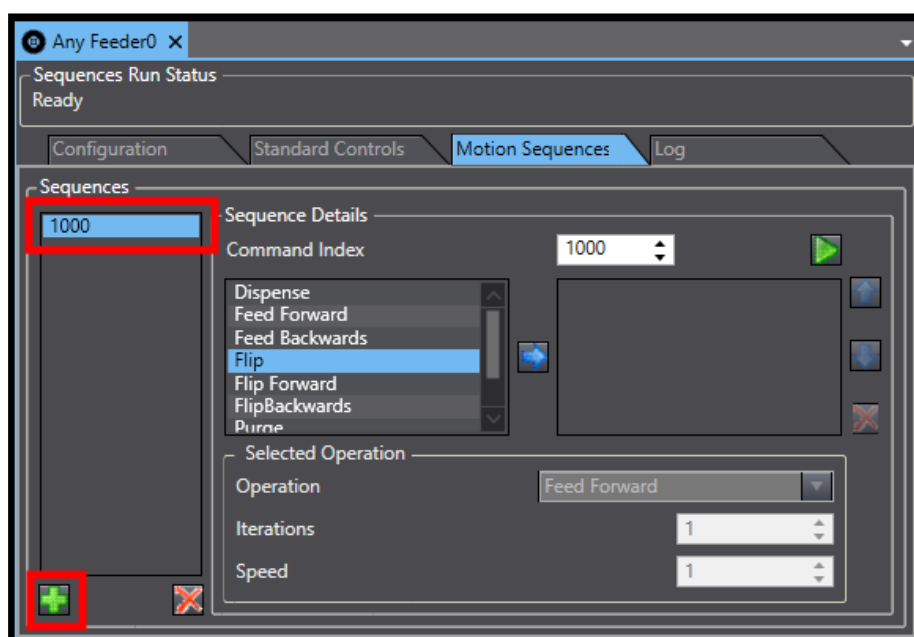 Any Feeder0
Sequences Run Status
Ready
Configuration Standard Controls Motion Sequences Log
Sequences
1000
Sequence Details
Command Index 1000
Dispense
Feed Forward
Feed Backwards
Flip
Flip Forward
FlipBackwards
Purge
Selected Operation
Operation Feed Forward
Iterations 1
Speed 1